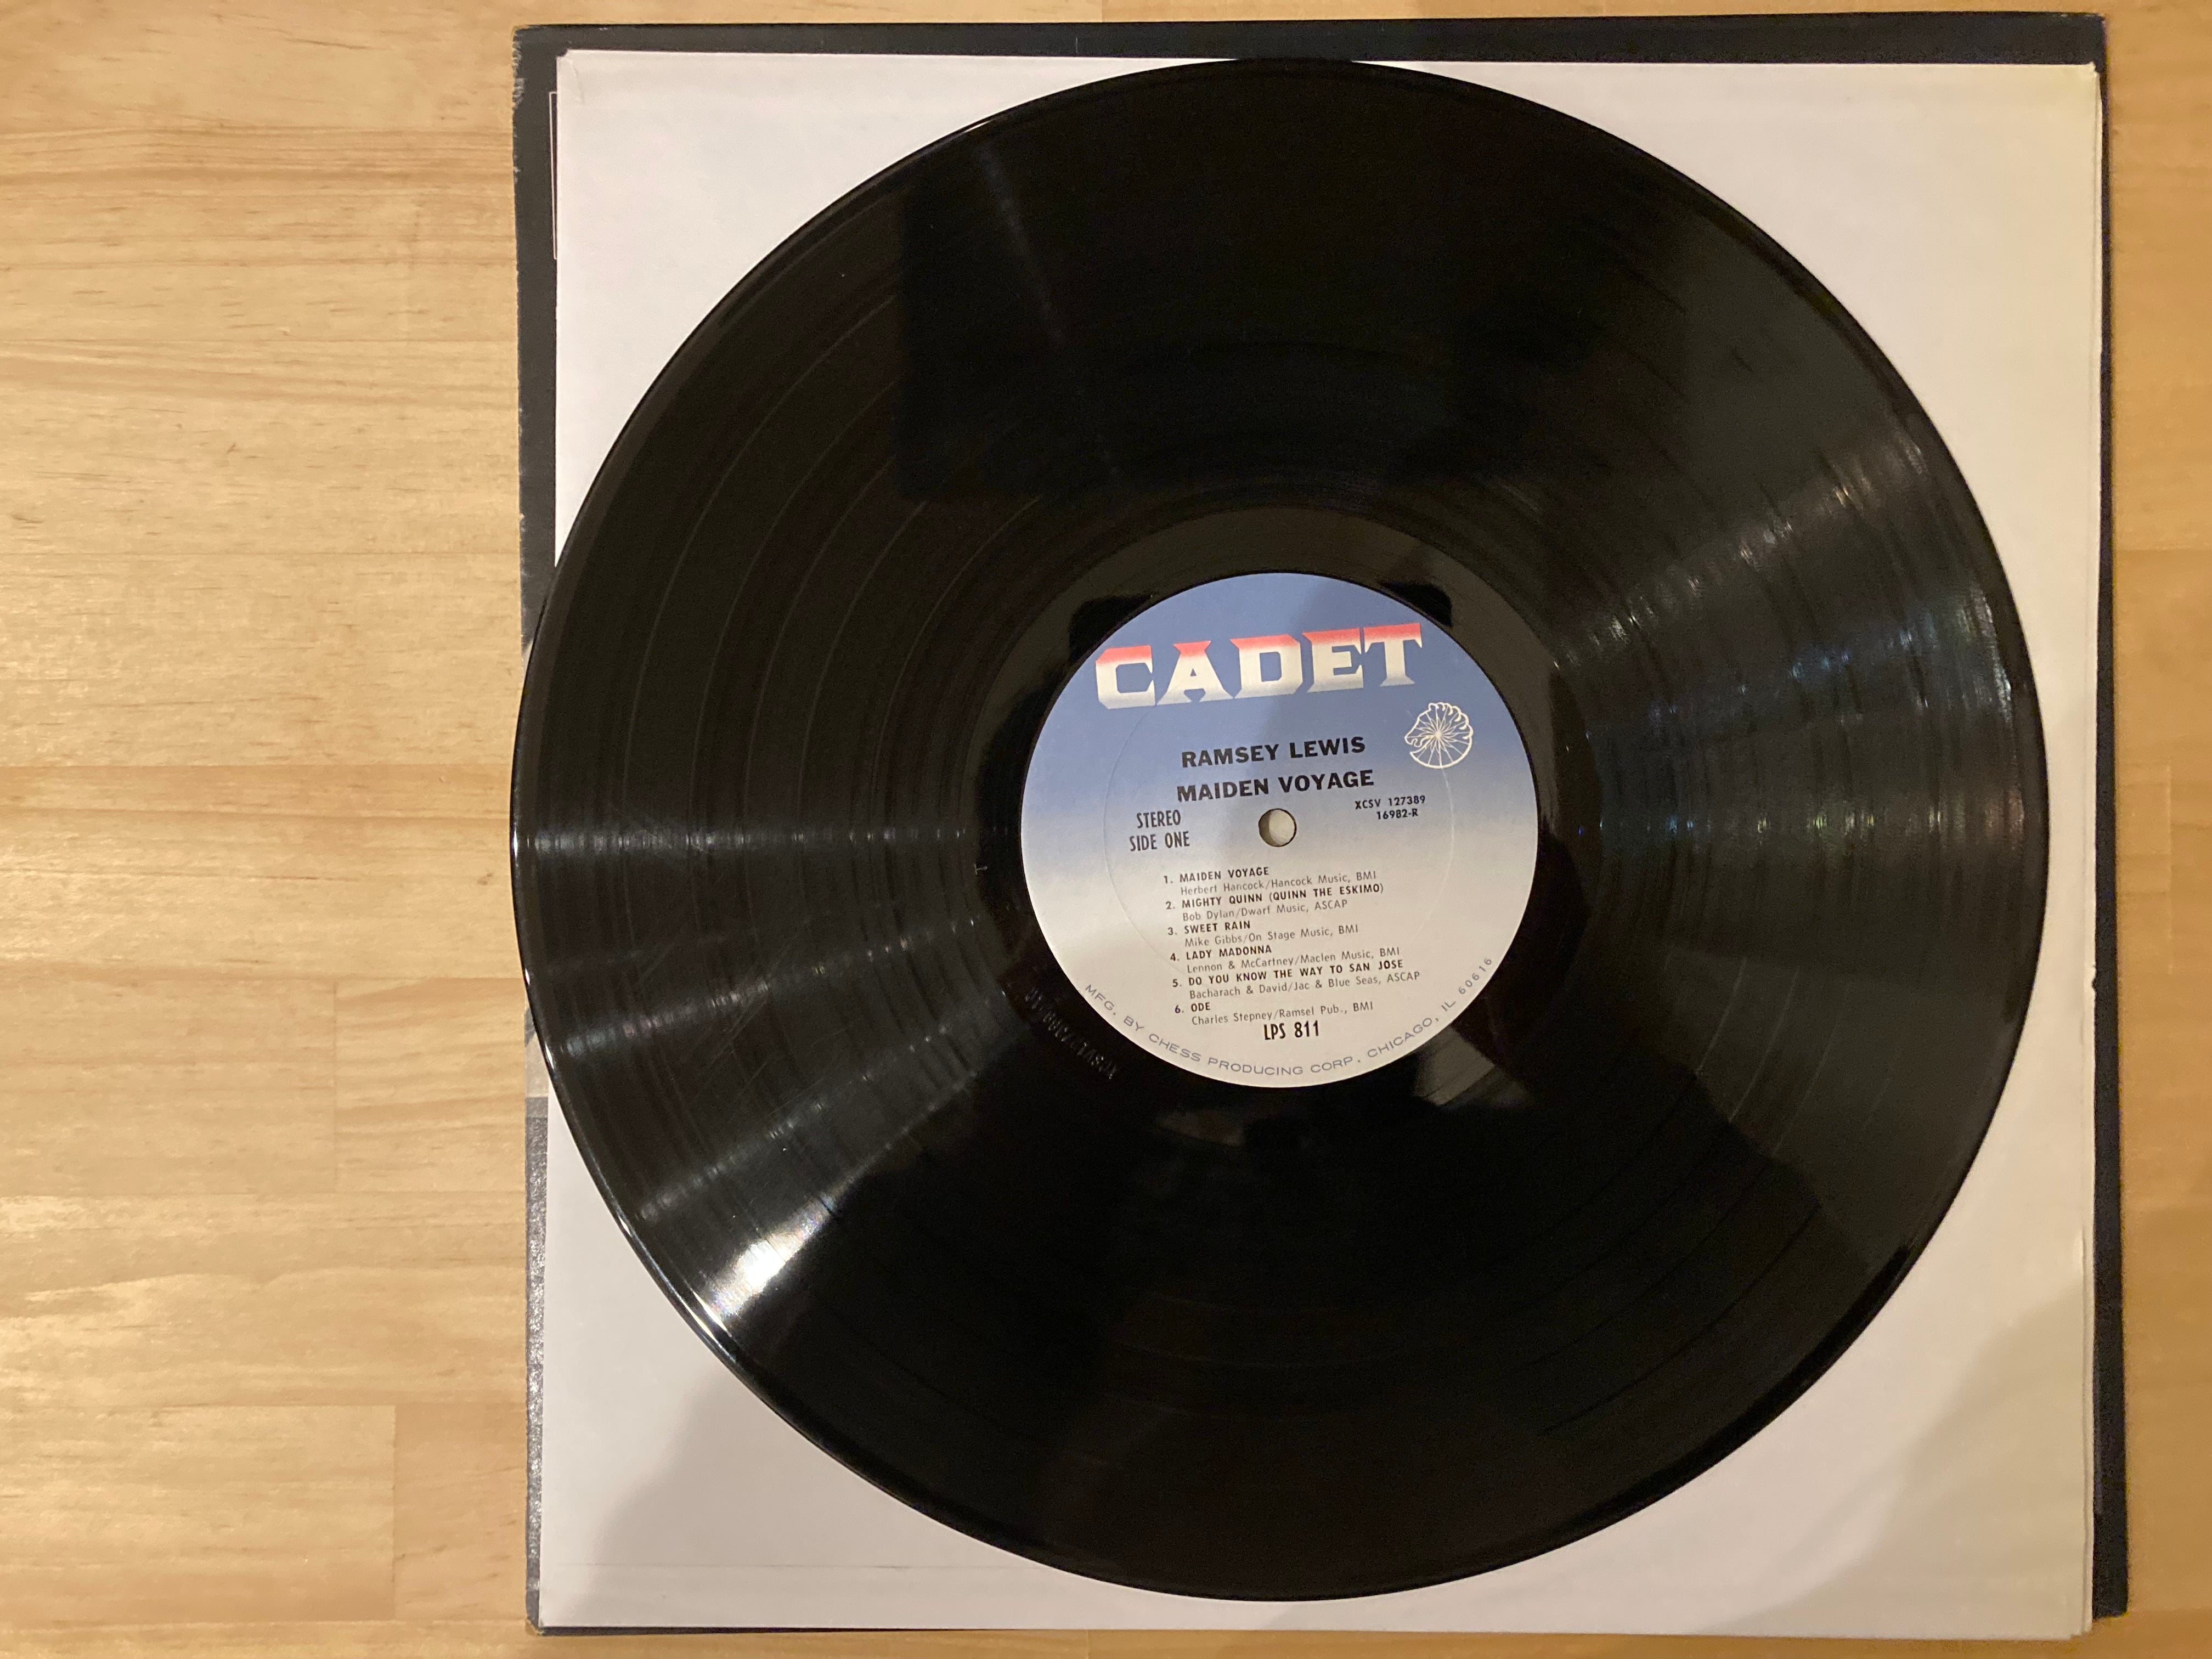 CADET
RAMSEY LEWIS
MAIDEN VOYAGE
STEREO
SIDE ONE
XCSV 127389
16982-R
1. MAIDEN VOYAGE
Herbert Hancock/Hancock Music, BMI
2. MIGHTY QUINN (QUINN THE ESKIMO)
Bob Dylan/Dwarf Music, ASCAP
3. SWEET RAIN
Mike Gibbs/On Stage Music, BMI
4. LADY MADONNA
Lennon & McCartney/Maclen Music, BMI
5. DO YOU KNOW THE WAY TO SAN JOSE
Bacharach & David/Jac & Blue Seas, ASCAP
6. ODE
Charles Stepney/Ramsel Pub., BMI
LPS 811
MFG. BY CHESS PRODUCING CORP. CHICAGO, IL 60616